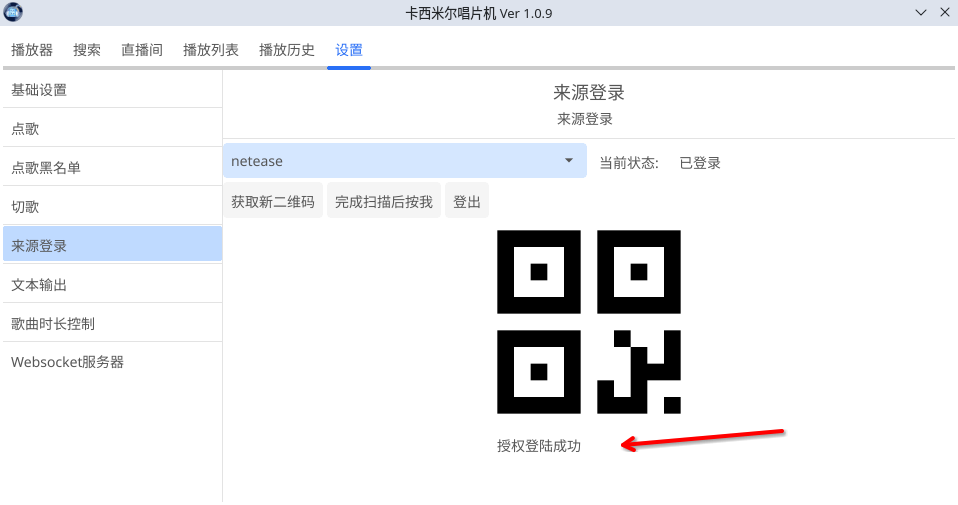 卡西米尔唱片机 Ver 1.0.9
播放器 搜索 直播间 播放列表 播放历史 设置
基础设置
点歌
点歌黑名单
切歌
来源登录
文本输出
歌曲时长控制
Websocket服务器
来源登录
来源登录
netease 当前状态: 已登录
获取新二维码 完成扫描后按我 登出
授权登陆成功